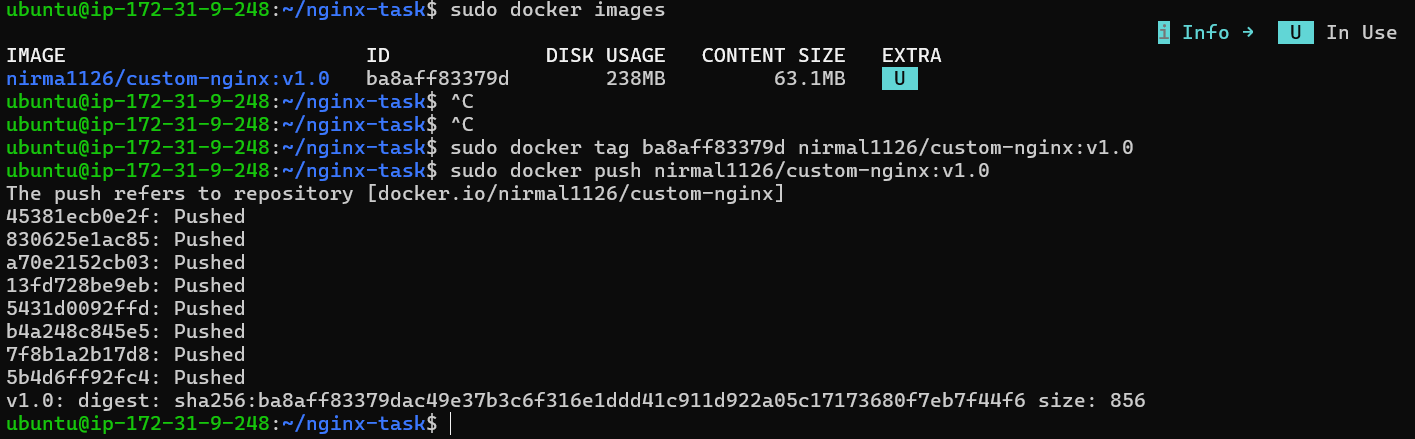 ubuntu@ip-172-31-9-248:~/nginx-task$ sudo docker images
i Info → U In Use
IMAGE ID DISK USAGE CONTENT SIZE EXTRA
nirma1126/custom-nginx:v1.0 ba8aff83379d 238MB 63.1MB U
ubuntu@ip-172-31-9-248:~/nginx-task$ ^C
ubuntu@ip-172-31-9-248:~/nginx-task$ ^C
ubuntu@ip-172-31-9-248:~/nginx-task$ sudo docker tag ba8aff83379d nirmal1126/custom-nginx:v1.0
ubuntu@ip-172-31-9-248:~/nginx-task$ sudo docker push nirmal1126/custom-nginx:v1.0
The push refers to repository [docker.io/nirmal1126/custom-nginx]
45381ecb0e2f: Pushed
830625e1ac85: Pushed
a70e2152cb03: Pushed
13fd728be9eb: Pushed
5431d0092ffd: Pushed
b4a248c845e5: Pushed
7f8b1a2b17d8: Pushed
5b4d6ff92fc4: Pushed
v1.0: digest: sha256:ba8aff83379dac49e37b3c6f316e1ddd41c911d922a05c17173680f7eb7f44f6 size: 856
ubuntu@ip-172-31-9-248:~/nginx-task$